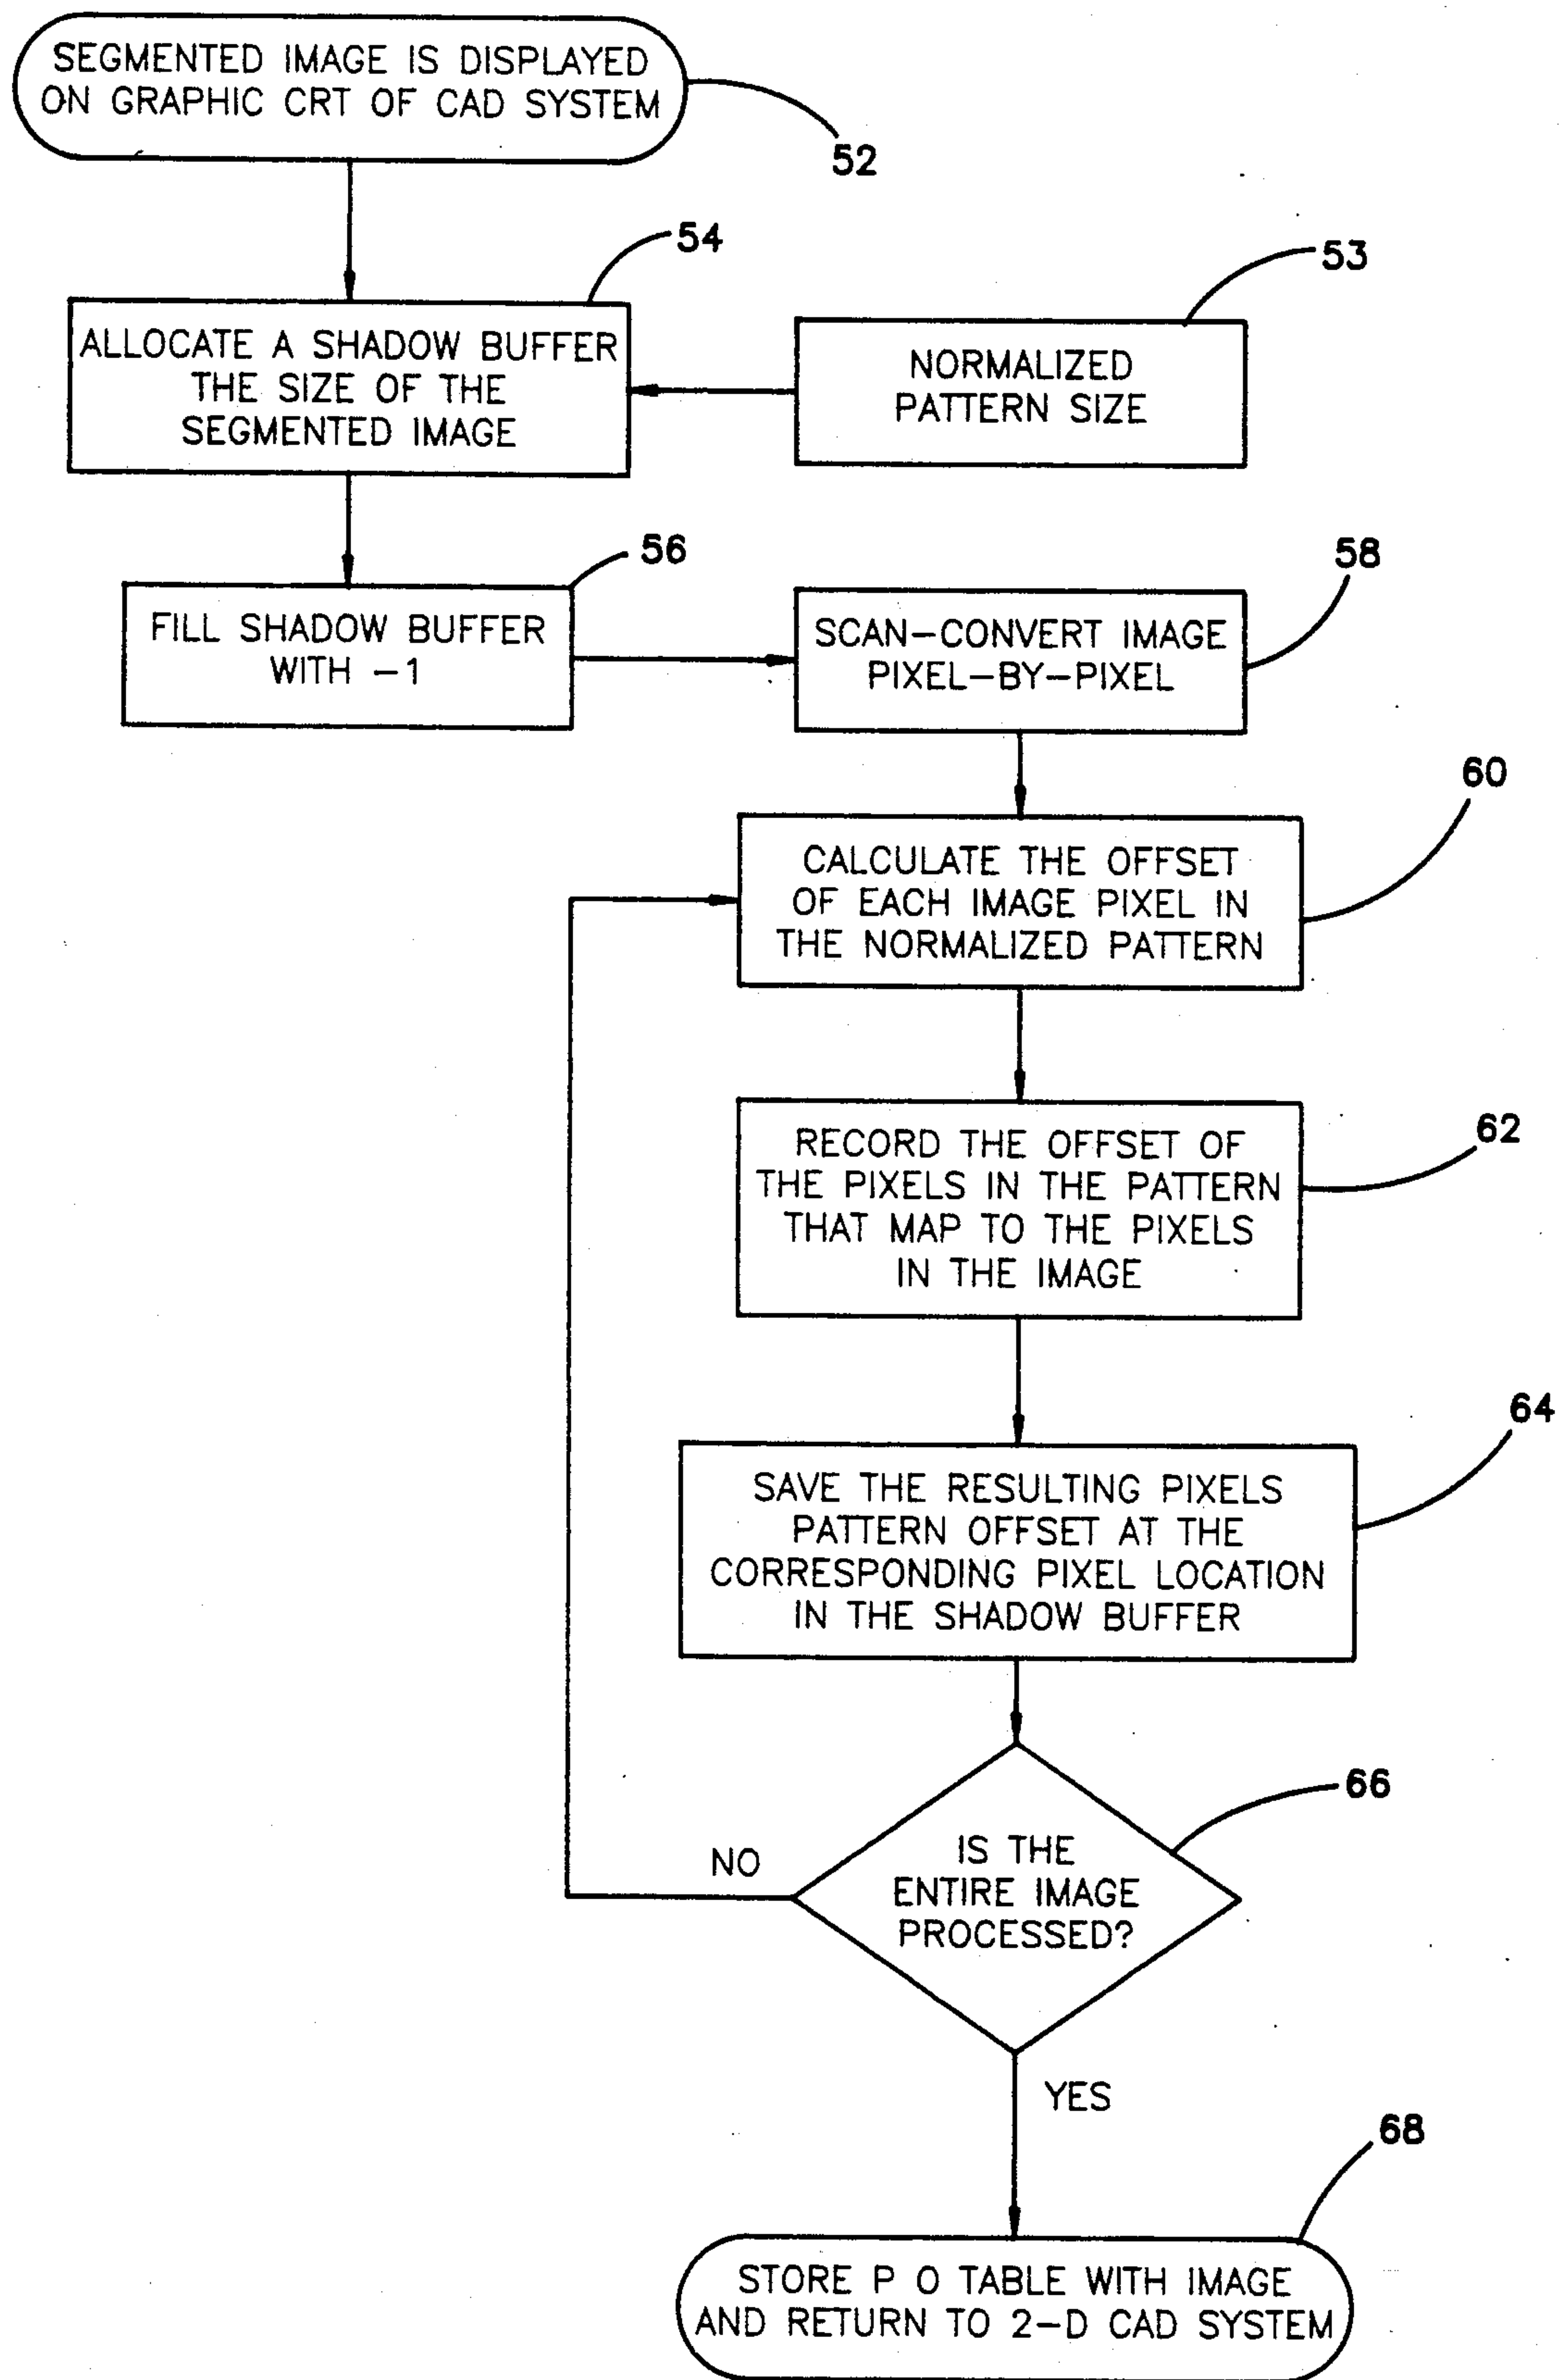 SEGMENTED IMAGE IS DISPLAYED
ON GRAPHIC CRT OF CAD SYSTEM
52
54
53
ALLOCATE A SHADOW BUFFER
THE SIZE OF THE
SEGMENTED IMAGE
NORMALIZED
PATTERN SIZE
56
58
FILL SHADOW BUFFER
WITH -1
SCAN-CONVERT IMAGE
PIXEL-BY-PIXEL
60
CALCULATE THE OFFSET
OF EACH IMAGE PIXEL IN
THE NORMALIZED PATTERN
62
RECORD THE OFFSET OF
THE PIXELS IN THE PATTERN
THAT MAP TO THE PIXELS
IN THE IMAGE
64
SAVE THE RESULTING PIXELS
PATTERN OFFSET AT THE
CORRESPONDING PIXEL LOCATION
IN THE SHADOW BUFFER
66
NO
IS THE
ENTIRE IMAGE
PROCESSED?
YES
68
STORE P O TABLE WITH IMAGE
AND RETURN TO 2-D CAD SYSTEM